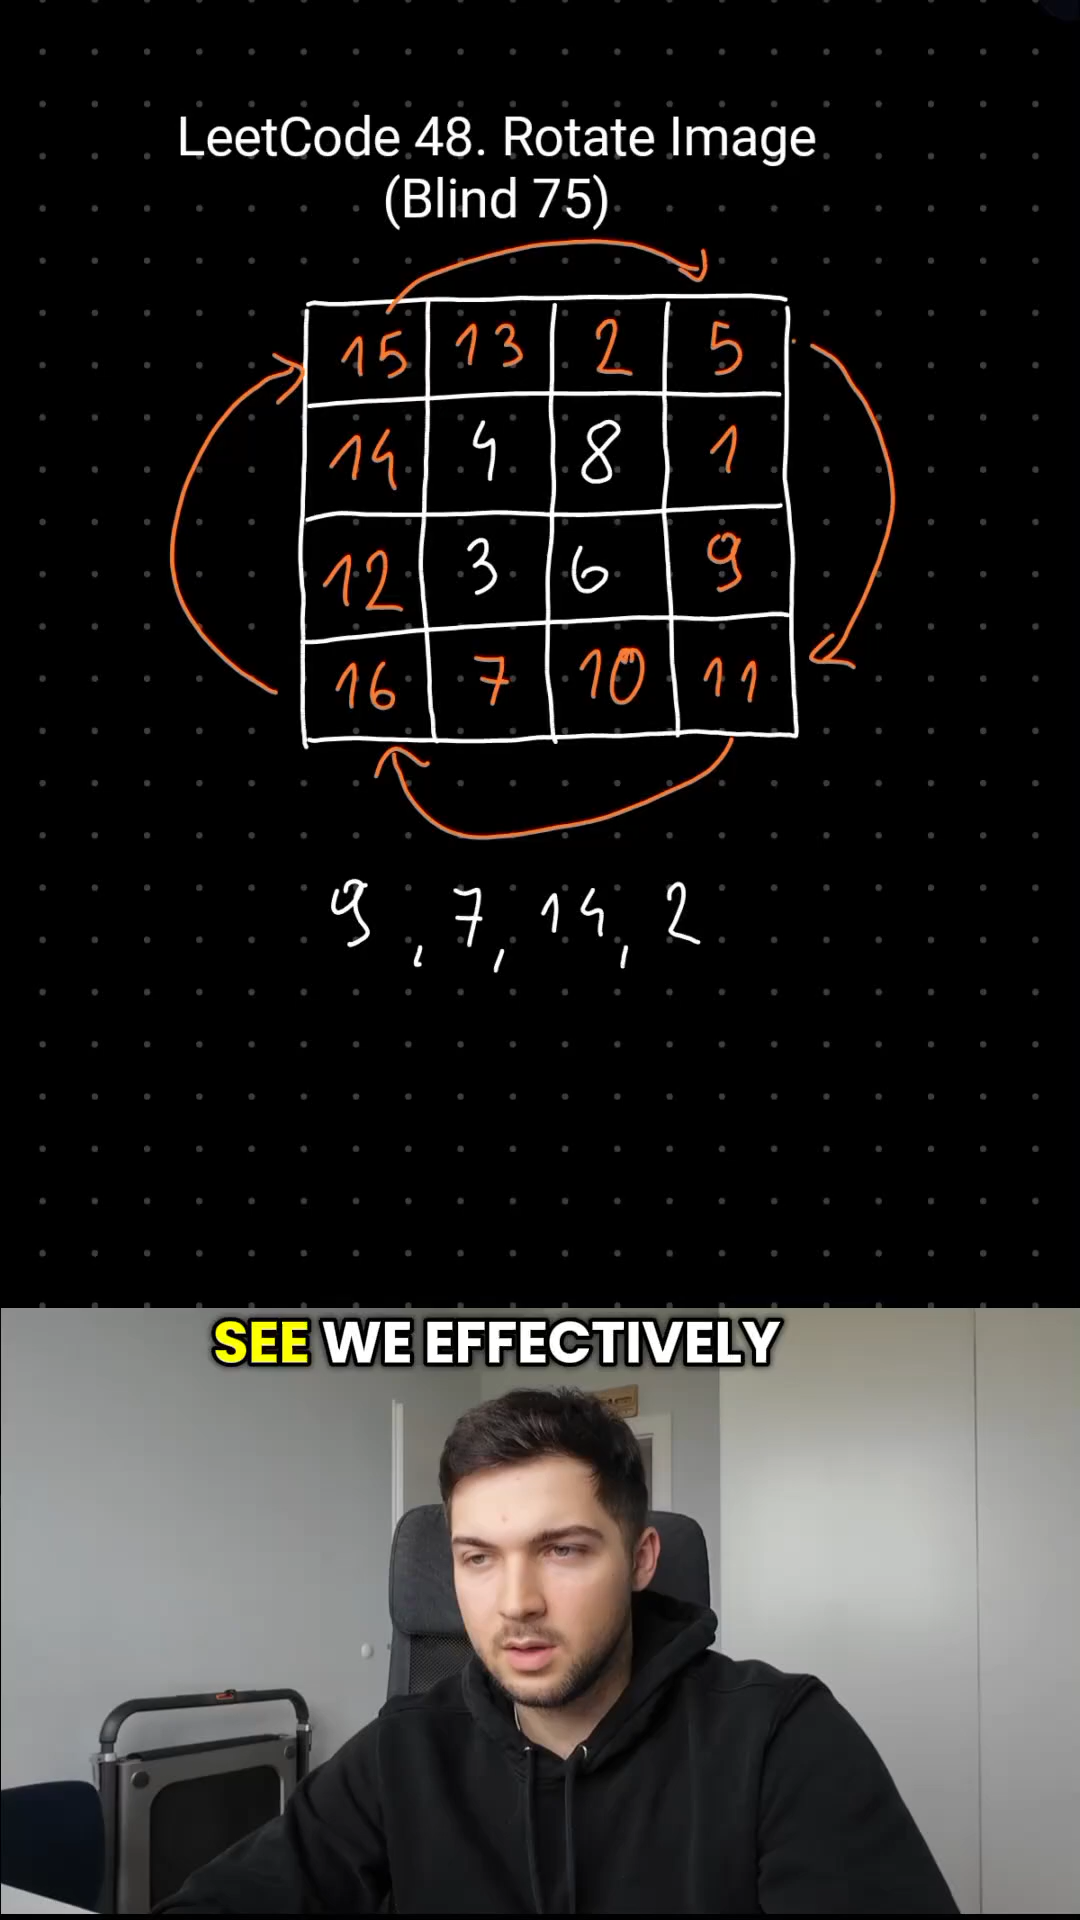 LeetCode 48. Rotate Image
(Blind 75)
15 13 2 5
14 4 8 1
12 3 6 9
16 7 10 11
9, 7, 14, 2
SEE WE EFFECTIVELY